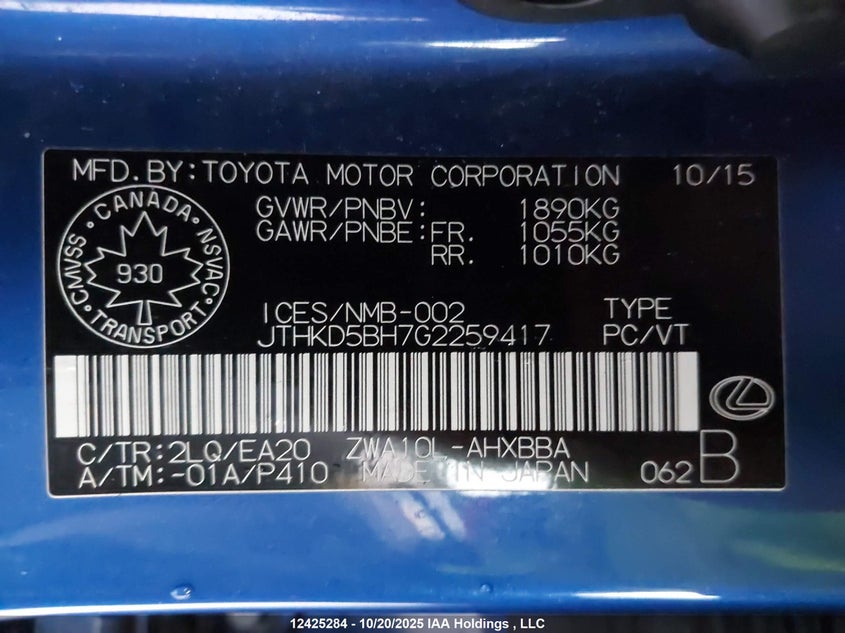 MFD.BY:TOYOTA MOTOR CORPORATION 10/15
GVWR/PNBV: 1890KG
GAWR/PNBE:FR. 1055KG
RR. 1010KG
CANADA
CMVSS 930 NSVAC
TRANSPORT
ICES/NMB-002 TYPE
JTHKD5BH7G2259417 PC/VT
C/TR:2LQ/EA20 ZWA10L-AHXBBA
A/TM:-01A/P410 MADE IN JAPAN 062 B
12425284 - 10/20/2025 IAA Holdings , LLC